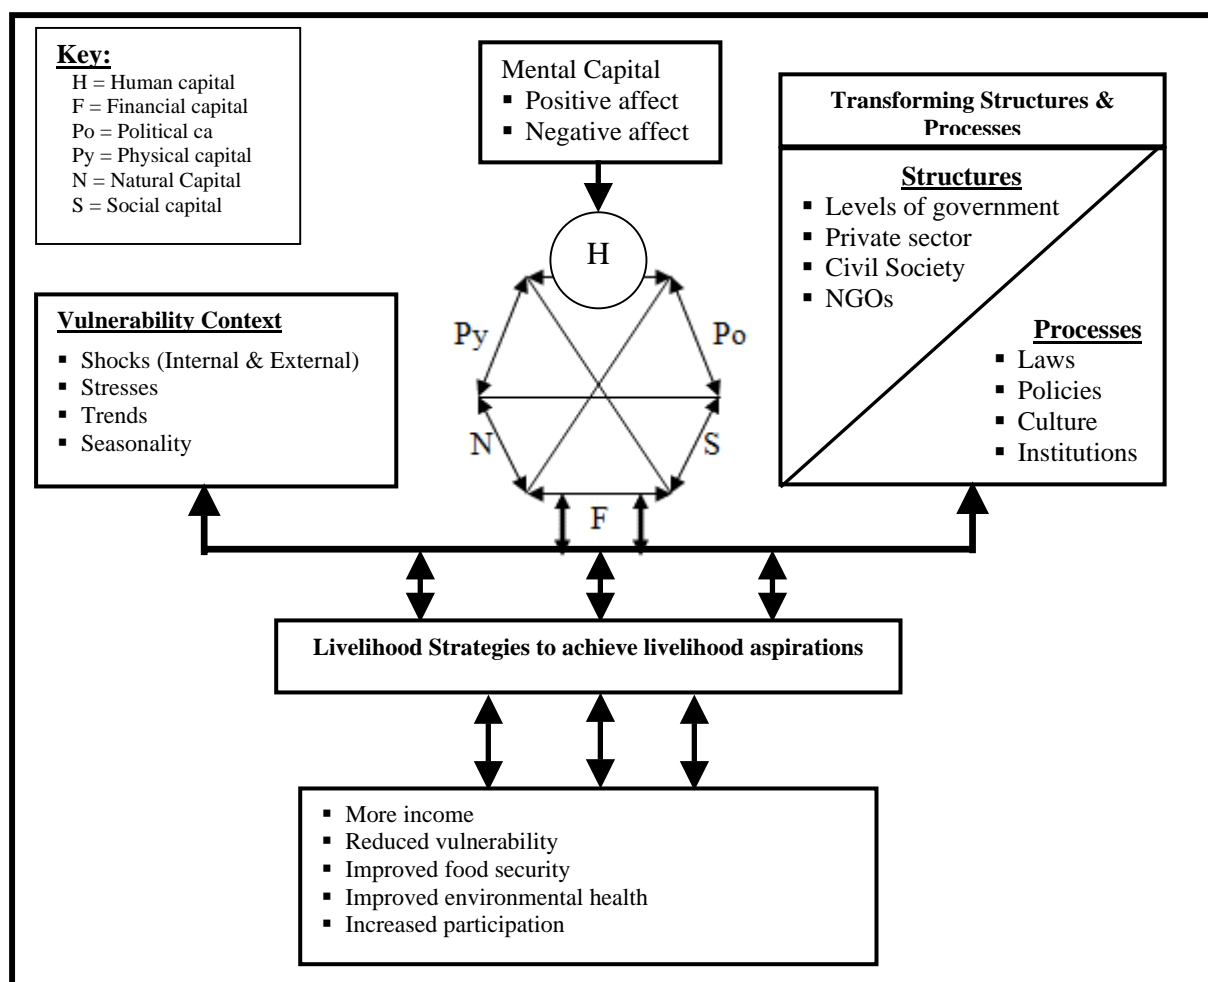 Key:
H = Human capital
F = Financial capital
Po = Political ca
Py = Physical capital
N = Natural Capital
S = Social capital
Mental Capital
▪ Positive affect
▪ Negative affect
Transforming Structures &
Processes
Structures
▪ Levels of government
▪ Private sector
▪ Civil Society
▪ NGOs
Processes
▪ Laws
▪ Policies
▪ Culture
▪ Institutions
H
Py
Po
N
S
F
Vulnerability Context
▪ Shocks (Internal & External)
▪ Stresses
▪ Trends
▪ Seasonality
Livelihood Strategies to achieve livelihood aspirations
▪ More income
▪ Reduced vulnerability
▪ Improved food security
▪ Improved environmental health
▪ Increased participation